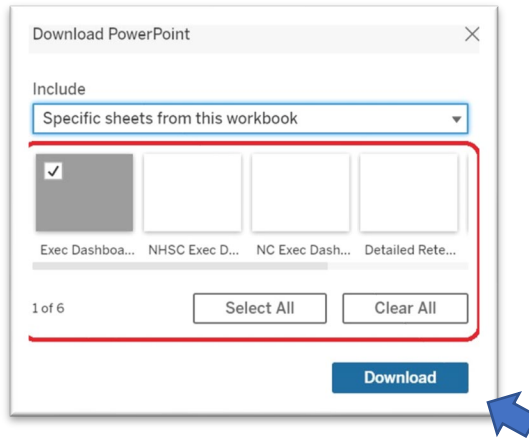 Download PowerPoint
Include
Specific sheets from this workbook
Exec Dashboa... NHSC Exec D... NC Exec Dash... Detailed Rete...
1 of 6 Select All Clear All
Download